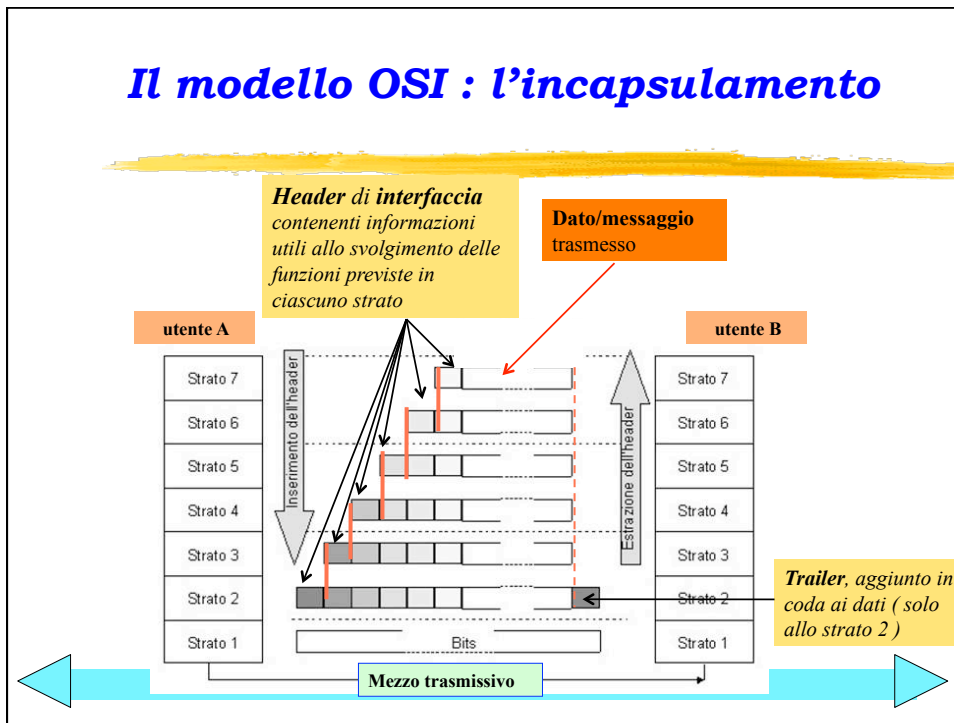 Il modello OSI : l'incapsulamento
Header di interfaccia
contenenti informazioni
utili allo svolgimento delle
funzioni previste in
ciascuno strato
Dato/messaggio
trasmesso
utente A
utente B
Strato 7
Strato 6
Strato 5
Strato 4
Strato 3
Strato 2
Strato 1
Inserimento dell'header
Bits
Estrazione dell'header
Strato 7
Strato 6
Strato 5
Strato 4
Strato 3
Strato 2
Strato 1
Trailer, aggiunto in
coda ai dati ( solo
allo strato 2 )
Mezzo trasmissivo